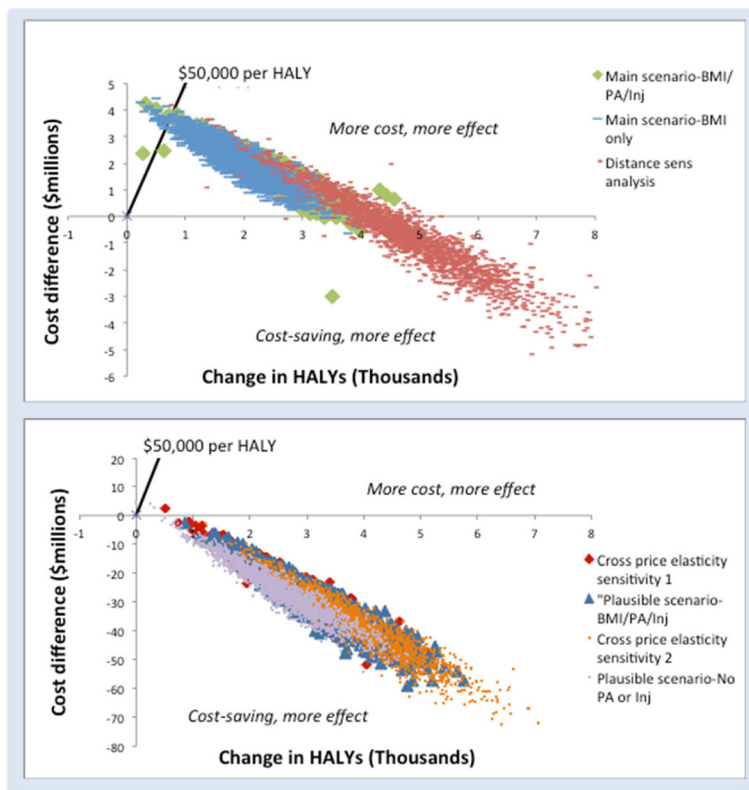 $50,000 per HALY
5
4
3
2
1
0
-1
-2
-3
-4
-5
-6
-1
0
1
2
3
4
5
6
7
8
More cost, more effect
Cost-saving, more effect
Cost difference ($millions)
Change in HALYs (Thousands)
Main scenario-BMI/
PA/Inj
Main scenario-BMI
only
Distance sens
analysis
$50,000 per HALY
20
10
0
-10
-20
-30
-40
-50
-60
-70
-80
-1
0
1
2
3
4
5
6
7
8
More cost, more effect
Cost-saving, more effect
Cost difference ($millions)
Change in HALYs (Thousands)
Cross price elasticity
sensitivity 1
"Plausible scenario-
BMI/PA/Inj
Cross price elasticity
sensitivity 2
Plausible scenario-No
PA or Inj